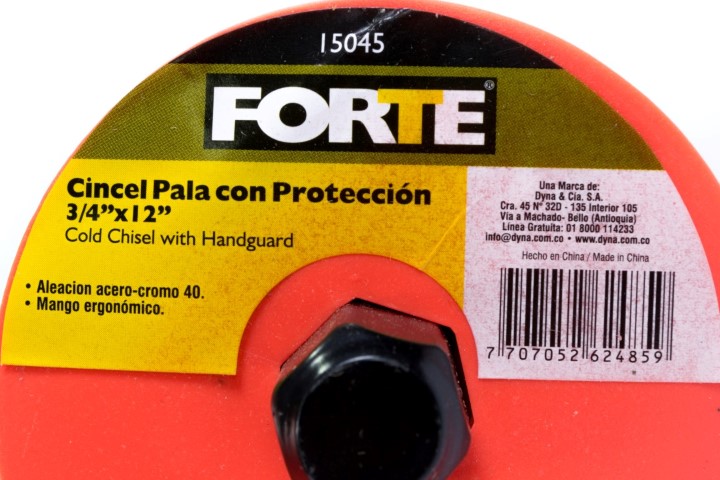 15045
FORTE®
Cincel Pala con Protección
3/4”x12”
Cold Chisel with Handguard
• Aleacion acero-cromo 40.
• Mango ergonómico.
Una Marca de:
Dyna & Cia. S.A.
Cra. 45 N° 32D - 135 Interior 105
Vía a Machado- Bello (Antioquia)
Línea Gratuita: 01 8000 114233
info@dyna.com.co • www.dyna.com.co
Hecho en China / Made in China
7 707052 624859